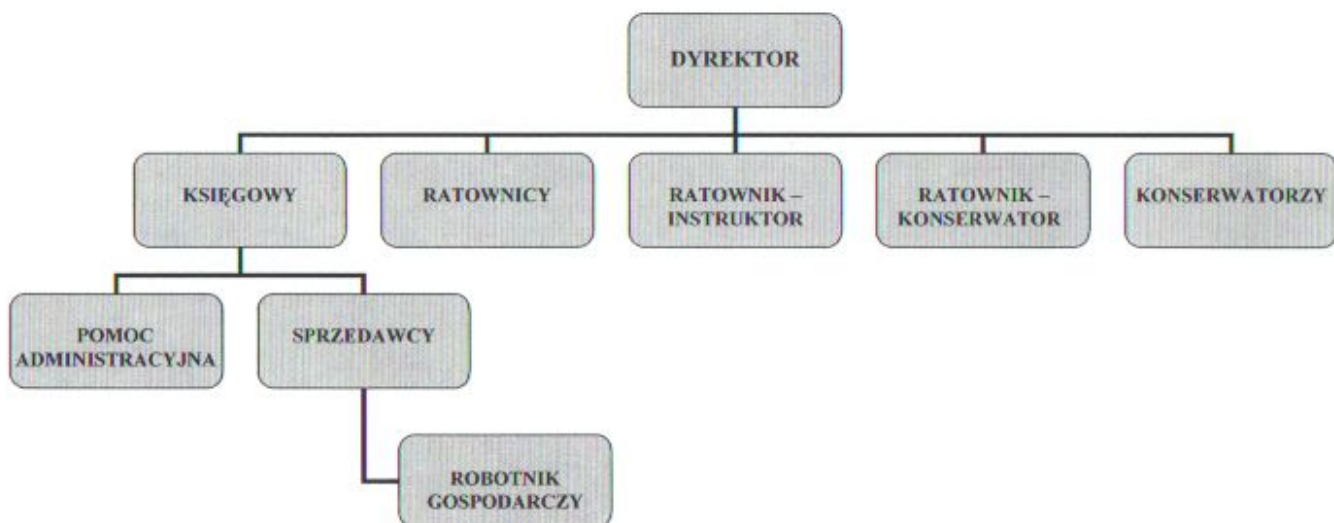 DYREKTOR
KSIĘGOWY
RATOWNICY
RATOWNIK –
INSTRUKTOR
RATOWNIK –
KONSERWATOR
KONSERWATORZY
POMOC
ADMINISTRACYJNA
SPRZEDAWCY
ROBOTNIK
GOSPODARCZY